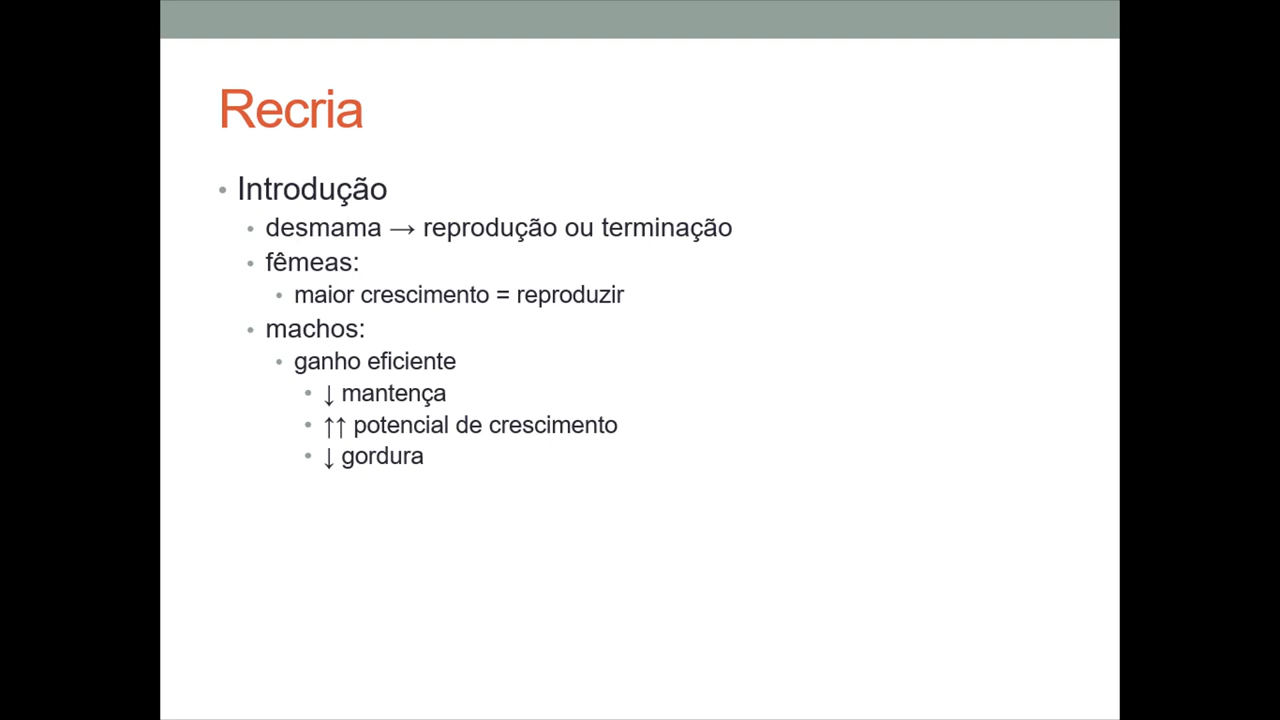 Recria
• Introdução
• desmama → reprodução ou terminação
• fêmeas:
• maior crescimento = reproduzir
• machos:
• ganho eficiente
• ↓ mantença
• ↑↑ potencial de crescimento
• ↓ gordura